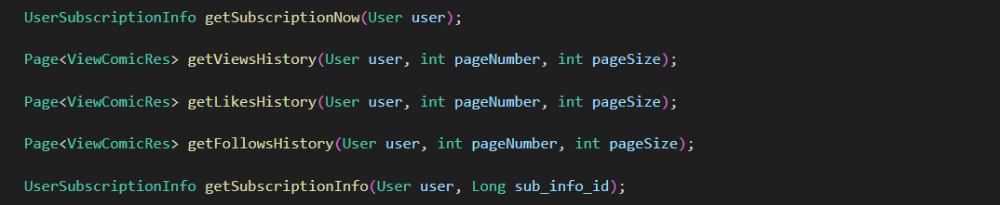 UserSubscriptionInfo getSubscriptionNow(User user);
Page<ViewComicRes> getViewsHistory(User user, int pageNumber, int pageSize);
Page<ViewComicRes> getLikesHistory(User user, int pageNumber, int pageSize);
Page<ViewComicRes> getFollowsHistory(User user, int pageNumber, int pageSize);
UserSubscriptionInfo getSubscriptionInfo(User user, Long sub_info_id);